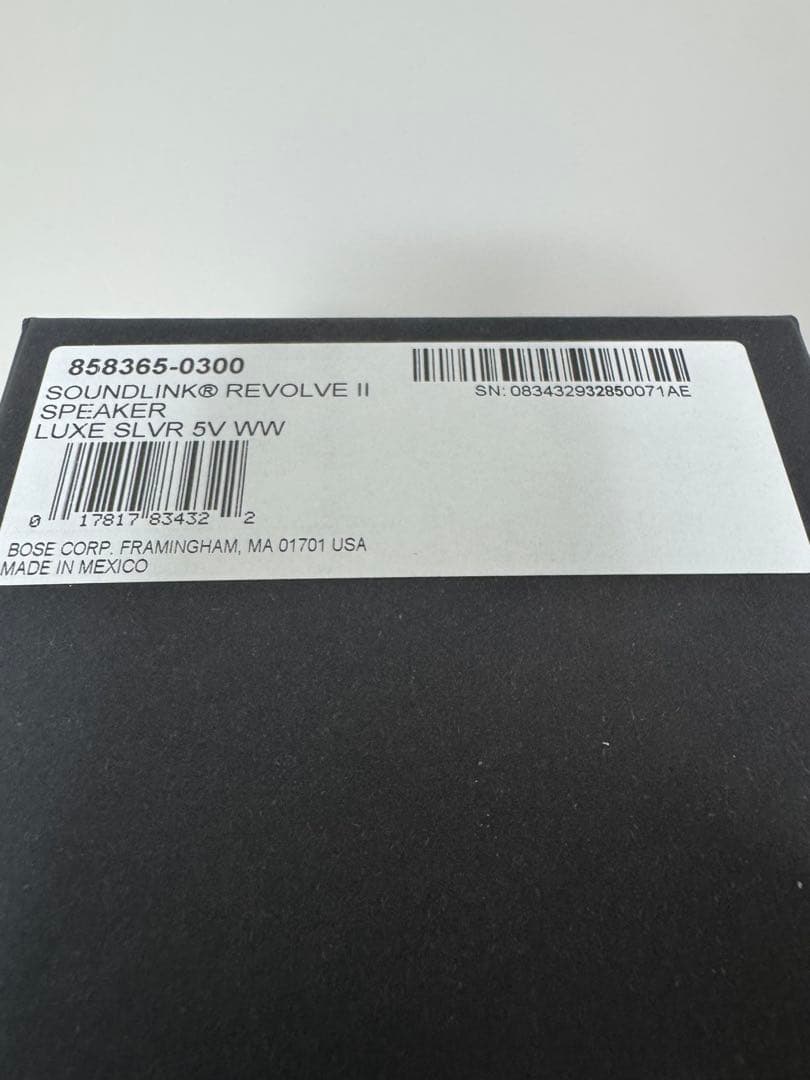 858365-0300
SOUNDLINK® REVOLVE II
SPEAKER
LUXE SLVR 5V WW
0 17817 83432 2
BOSE CORP. FRAMINGHAM, MA 01701 USA
MADE IN MEXICO
SN: 083432932850071AE